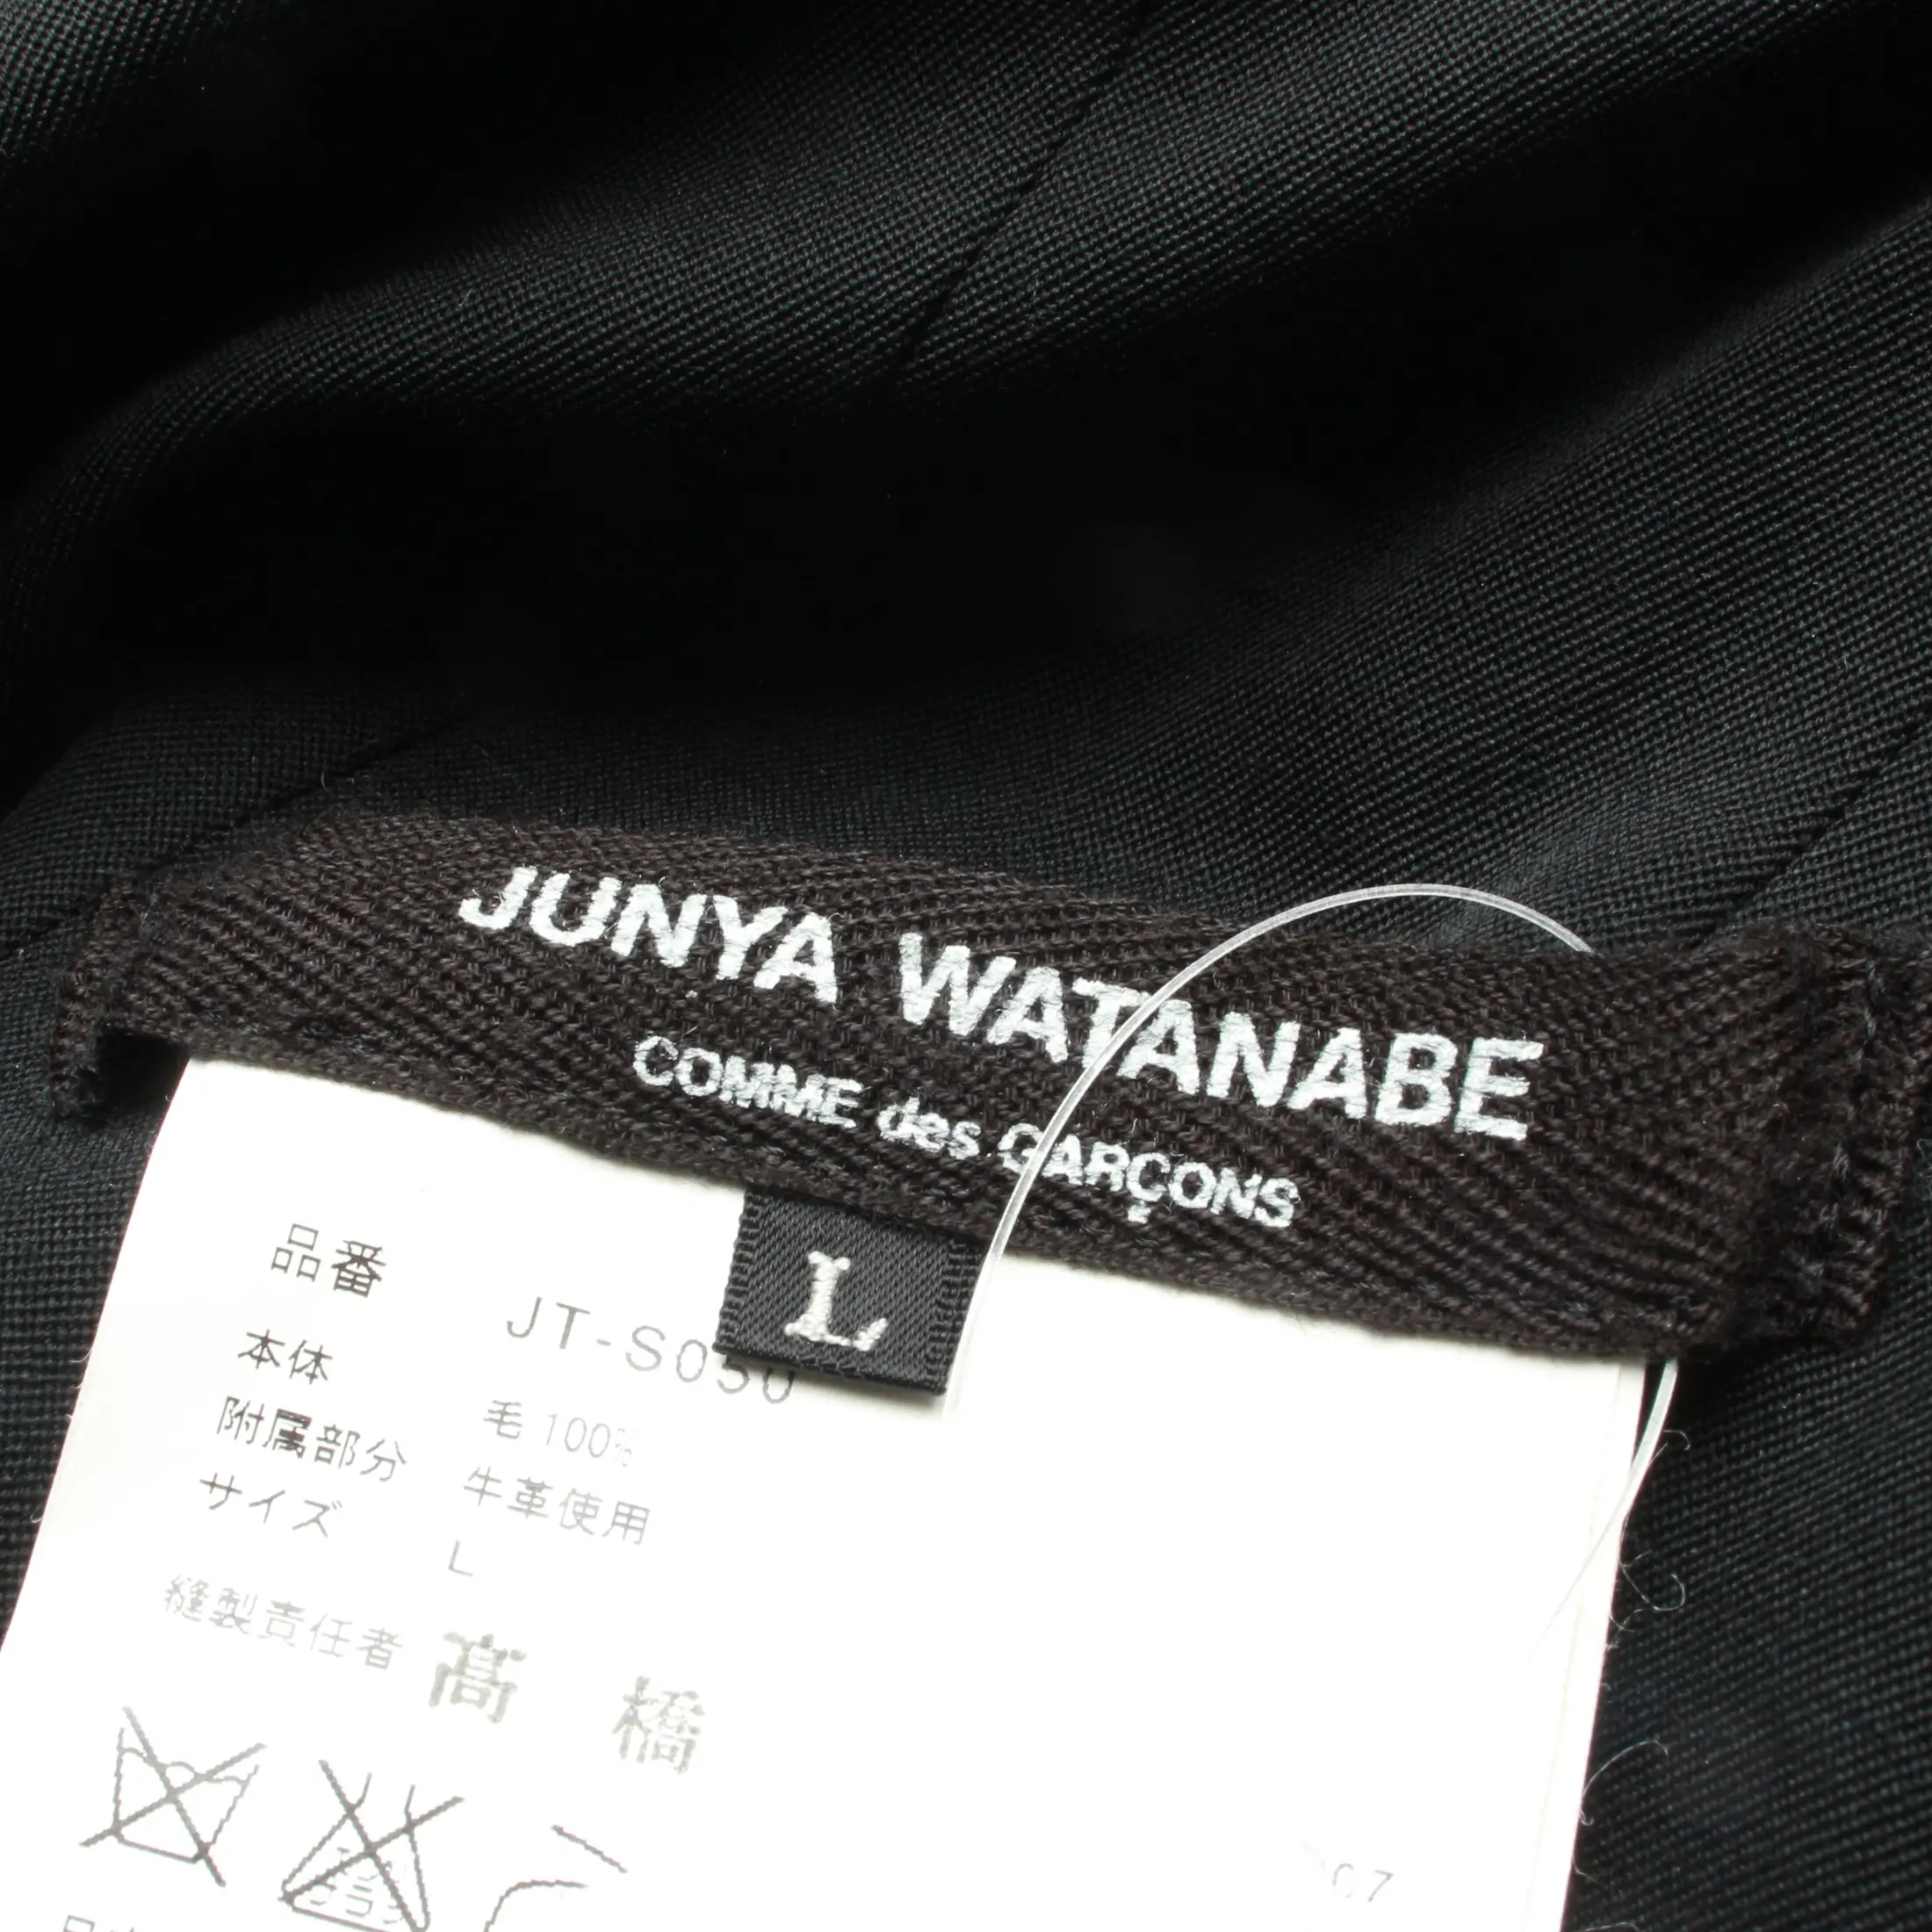 JUNYA WATANABE
COMME des GARÇONS
L
品番 JT-S050
本体 毛 100%
附属部分 牛革使用
サイズ L
縫製責任者 髙橋